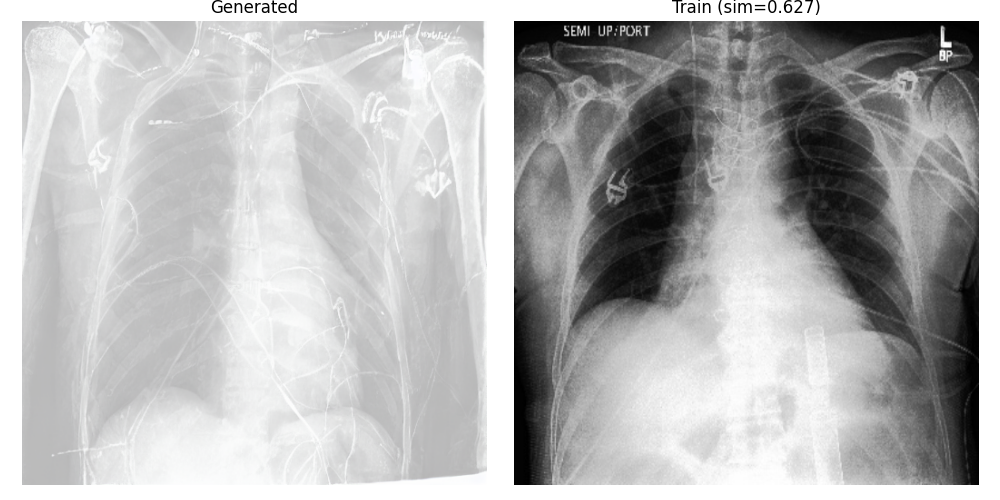 Generated
Train (sim=0.627)
SEMI UP/PORT
L
BP